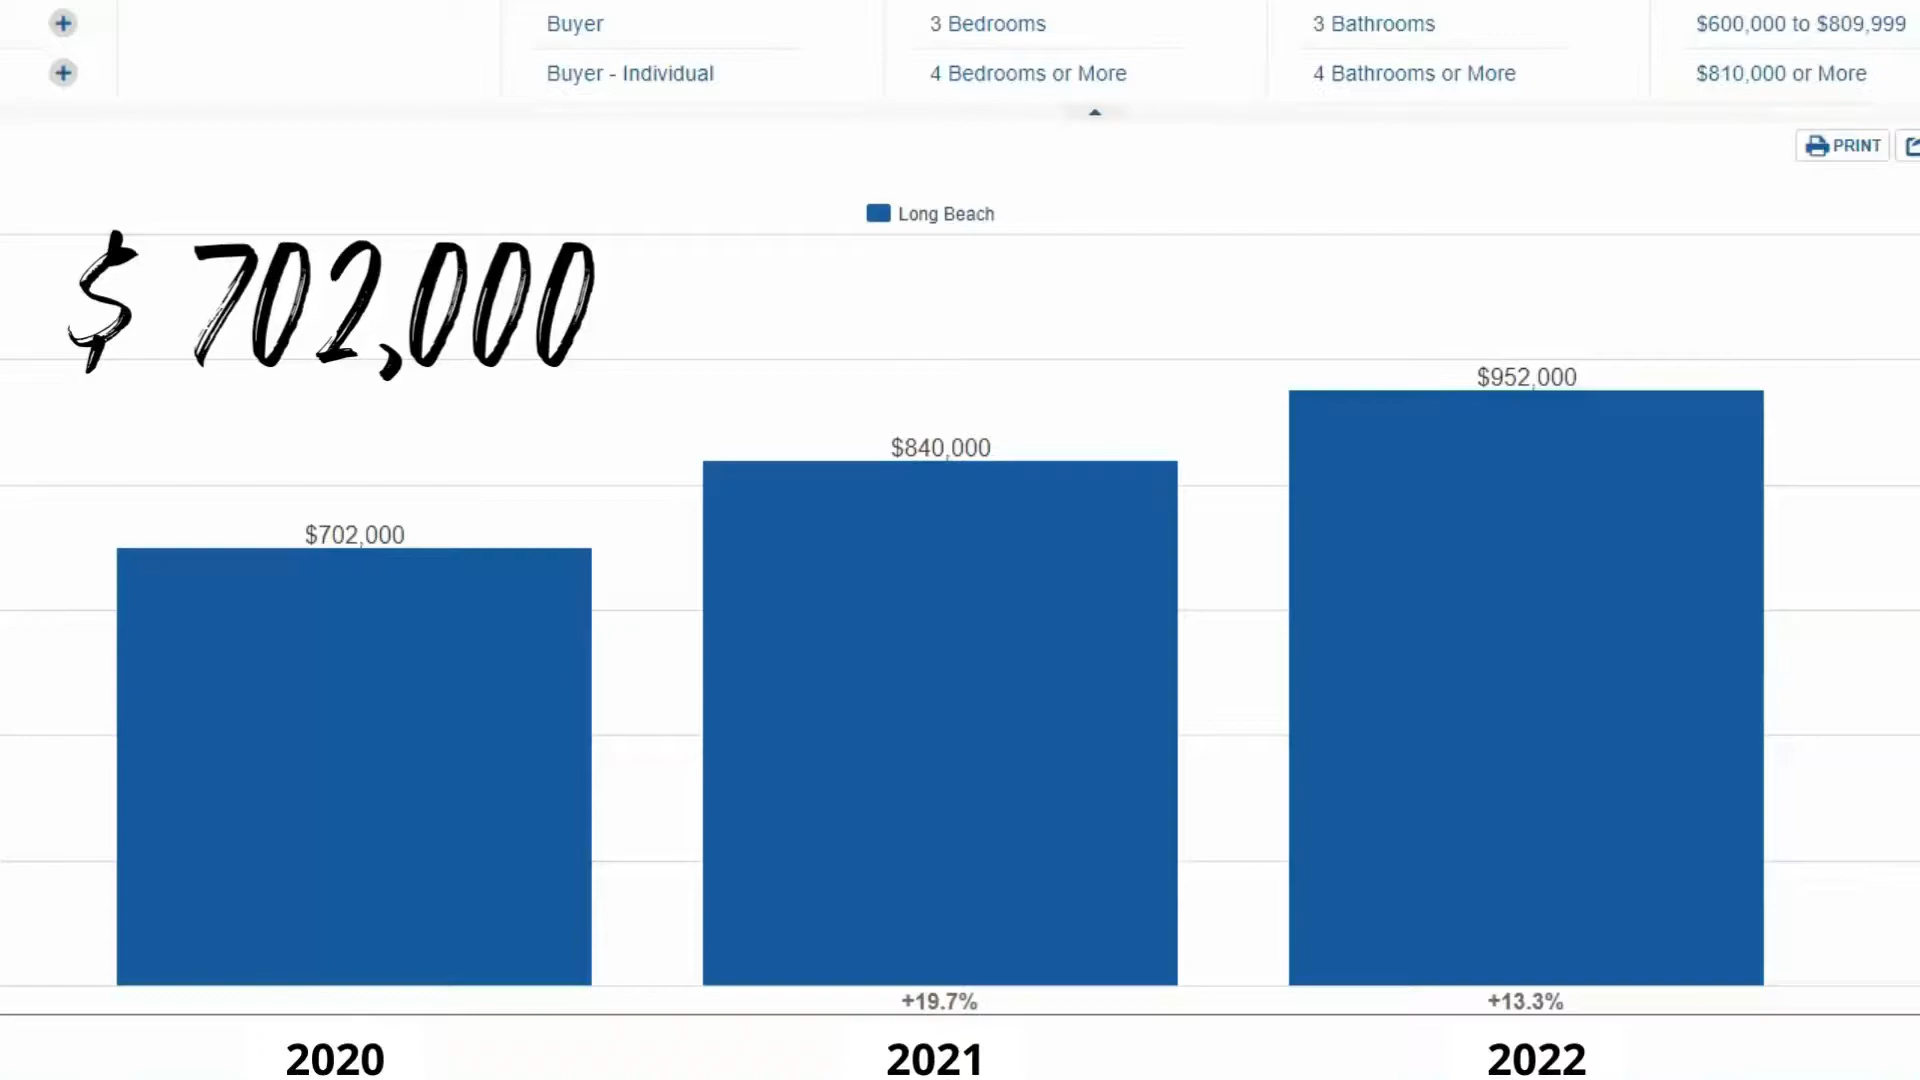 Buyer 3 Bedrooms 3 Bathrooms $600,000 to $809,999
Buyer - Individual 4 Bedrooms or More 4 Bathrooms or More $810,000 or More
PRINT
Long Beach
$ 702,000
$952,000
$840,000
$702,000
+19.7% +13.3%
2020 2021 2022